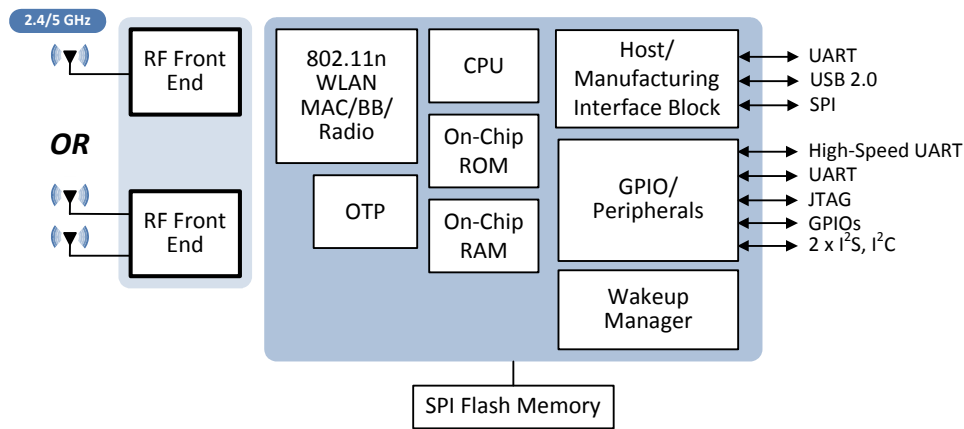 2.4/5 GHz
RF Front
End
OR
RF Front
End
802.11n
WLAN
MAC/BB/
Radio
OTP
CPU
On-Chip
ROM
On-Chip
RAM
Host/
Manufacturing
Interface Block
GPIO/
Peripherals
Wakeup
Manager
UART
USB 2.0
SPI
High-Speed UART
UART
JTAG
GPIOs
2 x I²S, I²C
SPI Flash Memory